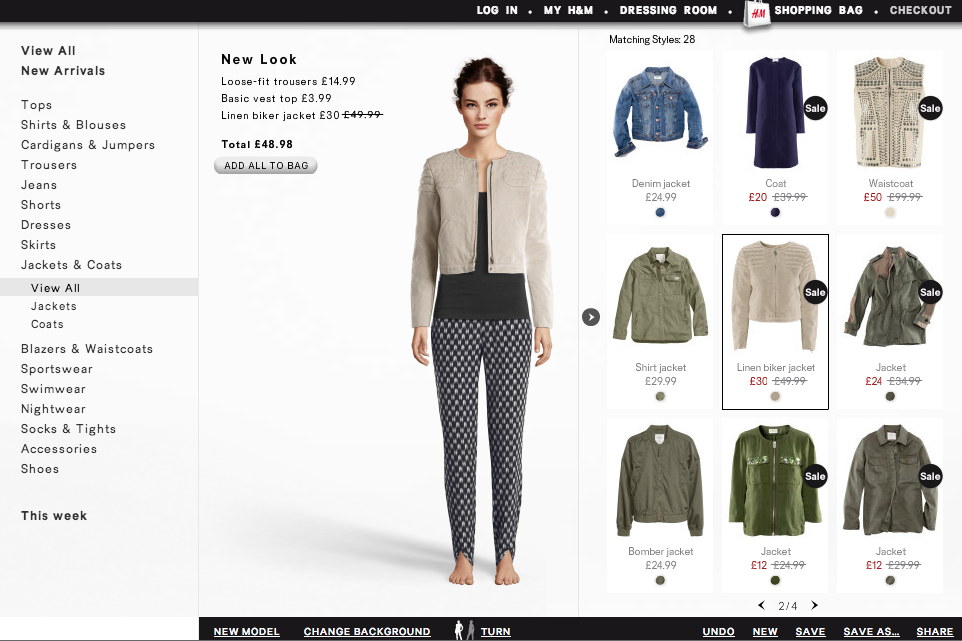 LOG IN • MY H&M • DRESSING ROOM • H&M SHOPPING BAG • CHECKOUT
View All
New Arrivals
Tops
Shirts & Blouses
Cardigans & Jumpers
Trousers
Jeans
Shorts
Dresses
Skirts
Jackets & Coats
View All
Jackets
Coats
Blazers & Waistcoats
Sportswear
Swimwear
Nightwear
Socks & Tights
Accessories
Shoes
This week
New Look
Loose-fit trousers £14.99
Basic vest top £3.99
Linen biker jacket £30 £49.99
Total £48.98
ADD ALL TO BAG
Matching Styles: 28
Sale
Sale
Denim jacket
£24.99
Coat
£20 £39.99
Waistcoat
£50 £99.99
Sale
Sale
Shirt jacket
£29.99
Linen biker jacket
£30 £49.99
Jacket
£24 £34.99
Sale
Sale
Bomber jacket
£24.99
Jacket
£12 £24.99
Jacket
£12 £29.99
2/4
NEW MODEL CHANGE BACKGROUND TURN UNDO NEW SAVE SAVE AS... SHARE